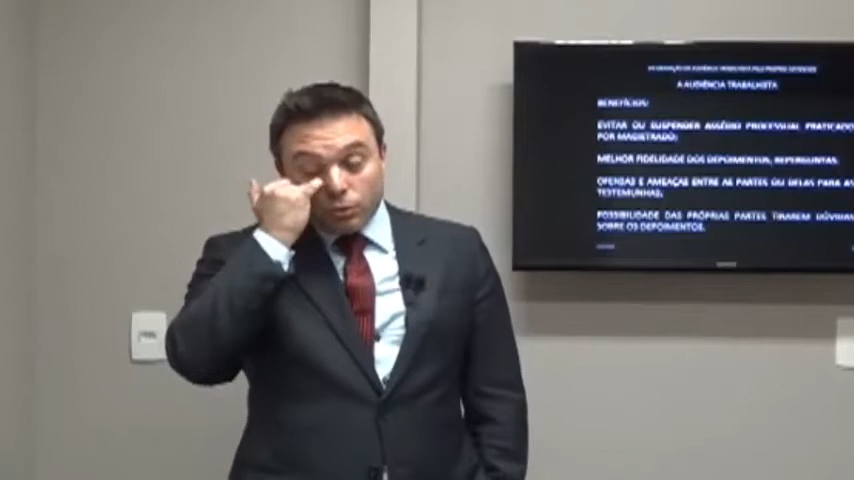 A AUDIÊNCIA TRABALHISTA
BENEFÍCIOS:
EVITAR OU SUSPENDER ASSÉDIO PROCESSUAL PRATICADO
POR MAGISTRADO;
MELHOR FIDELIDADE DOS DEPOIMENTOS, REPERGUNTAS.
OFENSAS E AMEAÇAS ENTRE AS PARTES OU DELAS PARA AS
TESTEMUNHAS;
POSSIBILIDADE DAS PRÓPRIAS PARTES TIRAREM DÚVIDAS
SOBRE OS DEPOIMENTOS.